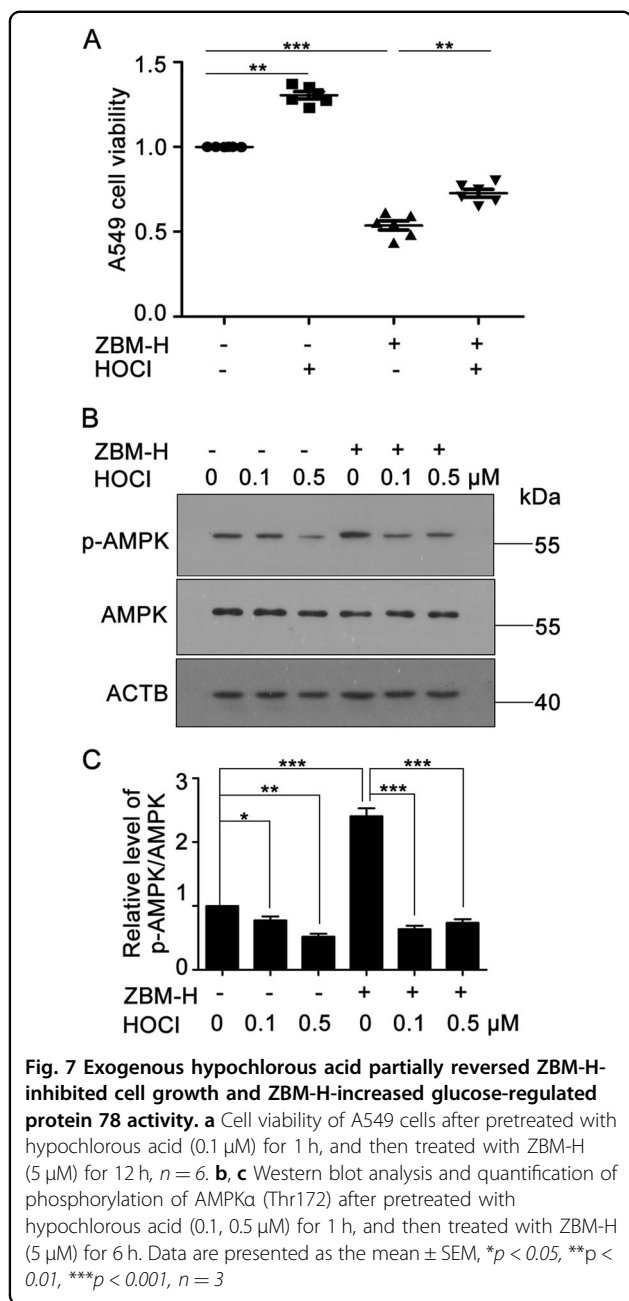 A
***
**
**
1.5
1.0
0.5
0.0
A549 cell viability
ZBM-H - - + +
HOCl - + - +
B
ZBM-H - - - + + +
HOCl 0 0.1 0.5 0 0.1 0.5 μM
kDa
p-AMPK 55
AMPK 55
ACTB 40
C
*** ***
** ***
*
3
2
1
0
Relative level of
p-AMPK/AMPK
ZBM-H - - - + + +
HOCl 0 0.1 0.5 0 0.1 0.5 μM
Fig. 7 Exogenous hypochlorous acid partially reversed ZBM-H-
inhibited cell growth and ZBM-H-increased glucose-regulated
protein 78 activity. a Cell viability of A549 cells after pretreated with
hypochlorous acid (0.1 μM) for 1 h, and then treated with ZBM-H
(5 μM) for 12 h, n = 6. b, c Western blot analysis and quantification of
phosphorylation of AMPKα (Thr172) after pretreated with
hypochlorous acid (0.1, 0.5 μM) for 1 h, and then treated with ZBM-H
(5 μM) for 6 h. Data are presented as the mean ± SEM, *p < 0.05, **p <
0.01, ***p < 0.001, n = 3